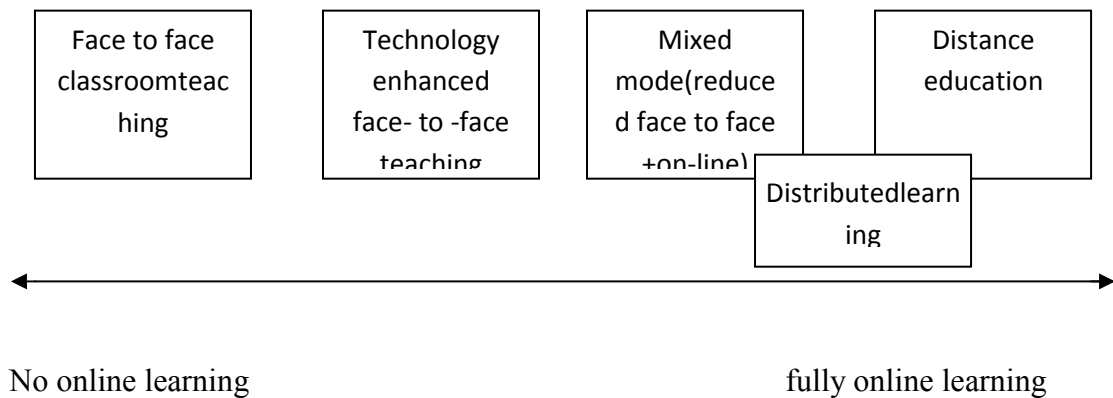 Face to face
classroomteac
hing
Technology
enhanced
face- to -face
teaching
Mixed
mode(reduce
d face to face
+on-line)
Distance
education
Distributedlearn
ing
No online learning
fully online learning